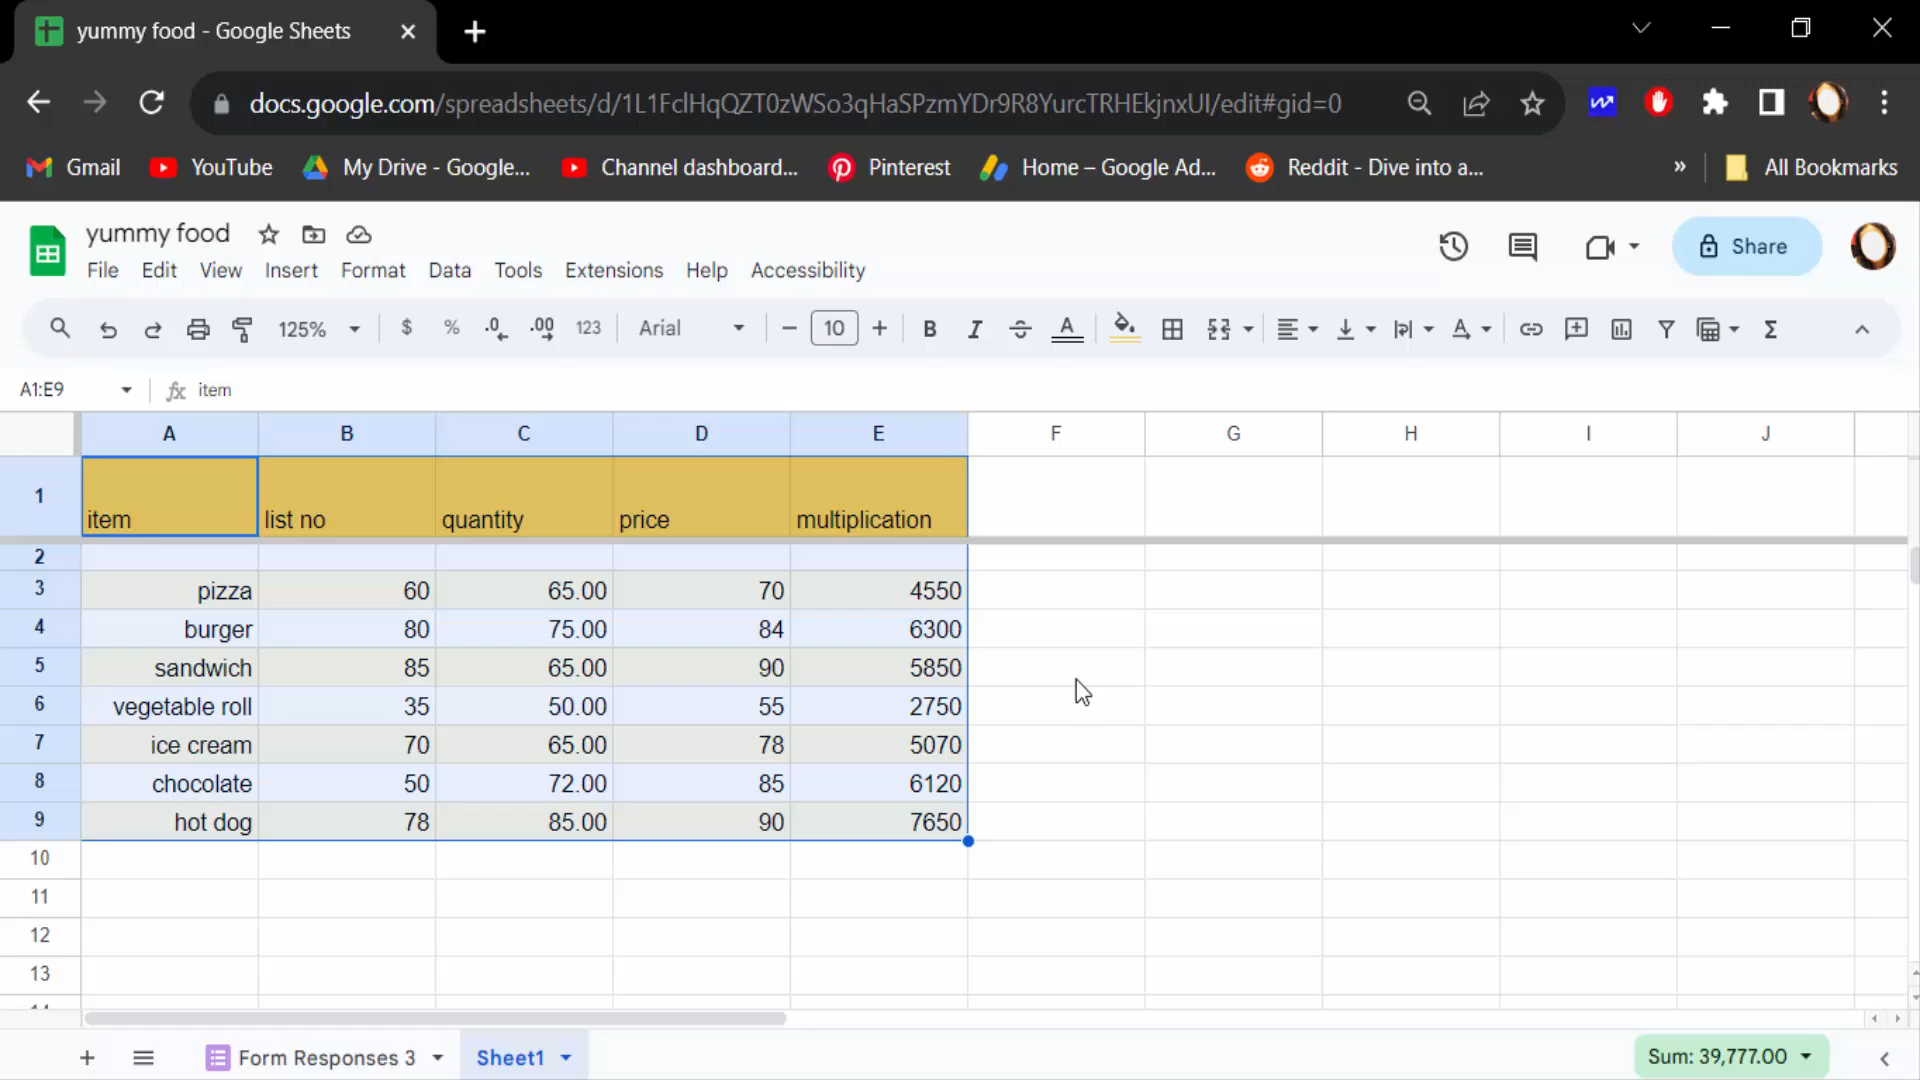 yummy food - Google Sheets
docs.google.com/spreadsheets/d/1L1FclHqQZT0zWSo3qHaSPzmYDr9R8YurcTRHEkjnxUI/edit#gid=0
Gmail YouTube My Drive - Google... Channel dashboard... Pinterest Home – Google Ad... Reddit - Dive into a... » All Bookmarks
yummy food
Share
File Edit View Insert Format Data Tools Extensions Help Accessibility
125% $ % .0 .00 123 Arial 10 B I A A Σ
A1:E9 fx item
A B C D E F G H I J
1 item list no quantity price multiplication
2
3 pizza 60 65.00 70 4550
4 burger 80 75.00 84 6300
5 sandwich 85 65.00 90 5850
6 vegetable roll 35 50.00 55 2750
7 ice cream 70 65.00 78 5070
8 chocolate 50 72.00 85 6120
9 hot dog 78 85.00 90 7650
10
11
12
13
Form Responses 3 Sheet1 Sum: 39,777.00